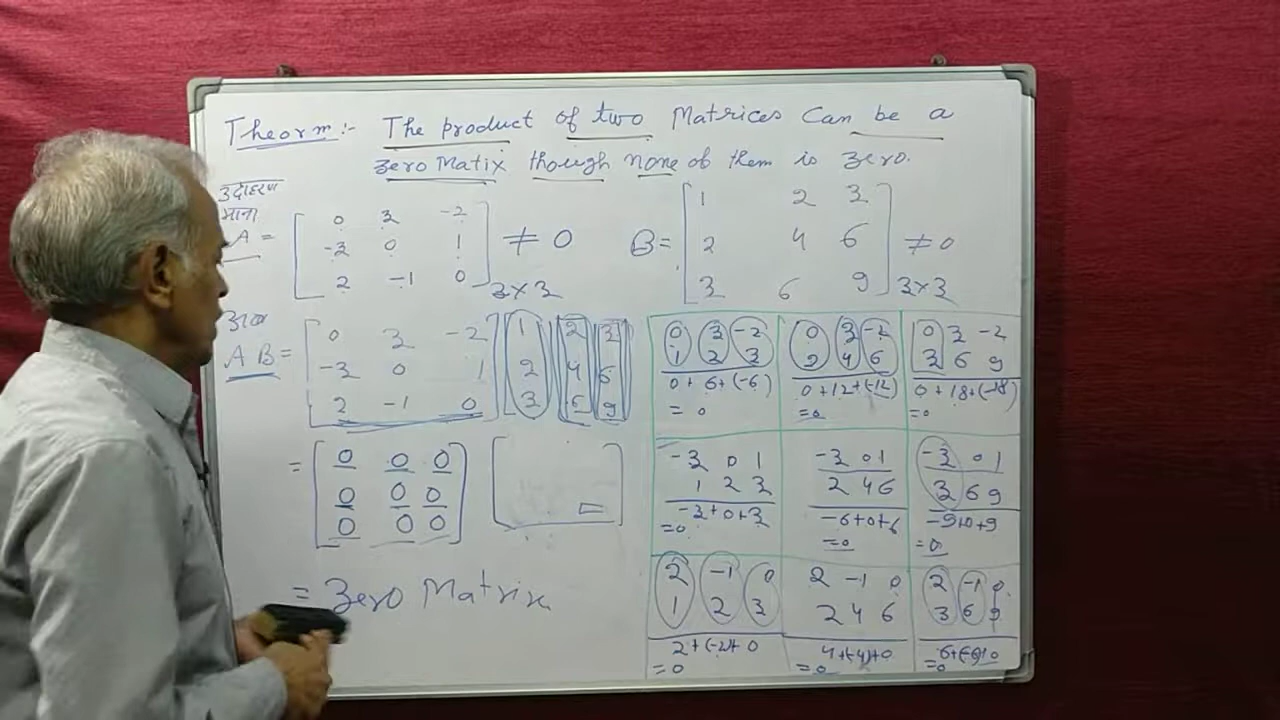 Theorm:- The product of two Matrices Can be a
zero Matix though none of them is zero.
उदाहरण
माना
A = [ 0 3 -2 ] ≠ 0 B = [ 1 2 3 ] ≠ 0
-3 0 1 2 4 6
2 -1 0 3×3 3 6 9 3×3
अब
AB = [ 0 3 -2 ] [ 1 2 3 ]
-3 0 1 2 4 6
2 -1 0 3 6 9
= [ 0 0 0 ]
0 0 0
0 0 0
= Zero Matrix
0 3 -2
1 2 3
0+6+(-6)
= 0
0 3 -2
2 4 6
0+12+(-12)
=0
0 3 -2
3 6 9
0+18+(-18)
=0
-3 0 1
1 2 3
-3+0+3
=0
-3 0 1
2 4 6
-6+0+6
=0
-3 0 1
3 6 9
-9+0+9
=0
2 -1 0
1 2 3
2+(-2)+0
=0
2 -1 0
2 4 6
4+(-4)+0
=0
2 -1 0
3 6 9
6+(-6)+0
=0